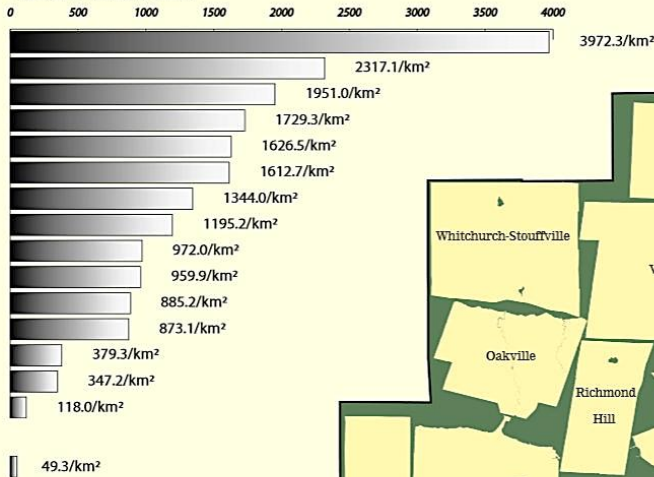 0 500 1000 1500 2000 2500 3000 3500 4000
3972.3/km²
2317.1/km²
1951.0/km²
1729.3/km²
1626.5/km²
1612.7/km²
1344.0/km²
1195.2/km²
972.0/km²
959.9/km²
885.2/km²
873.1/km²
379.3/km²
347.2/km²
118.0/km²
49.3/km²
Whitchurch-Stouffville
Oakville
Richmond
Hill